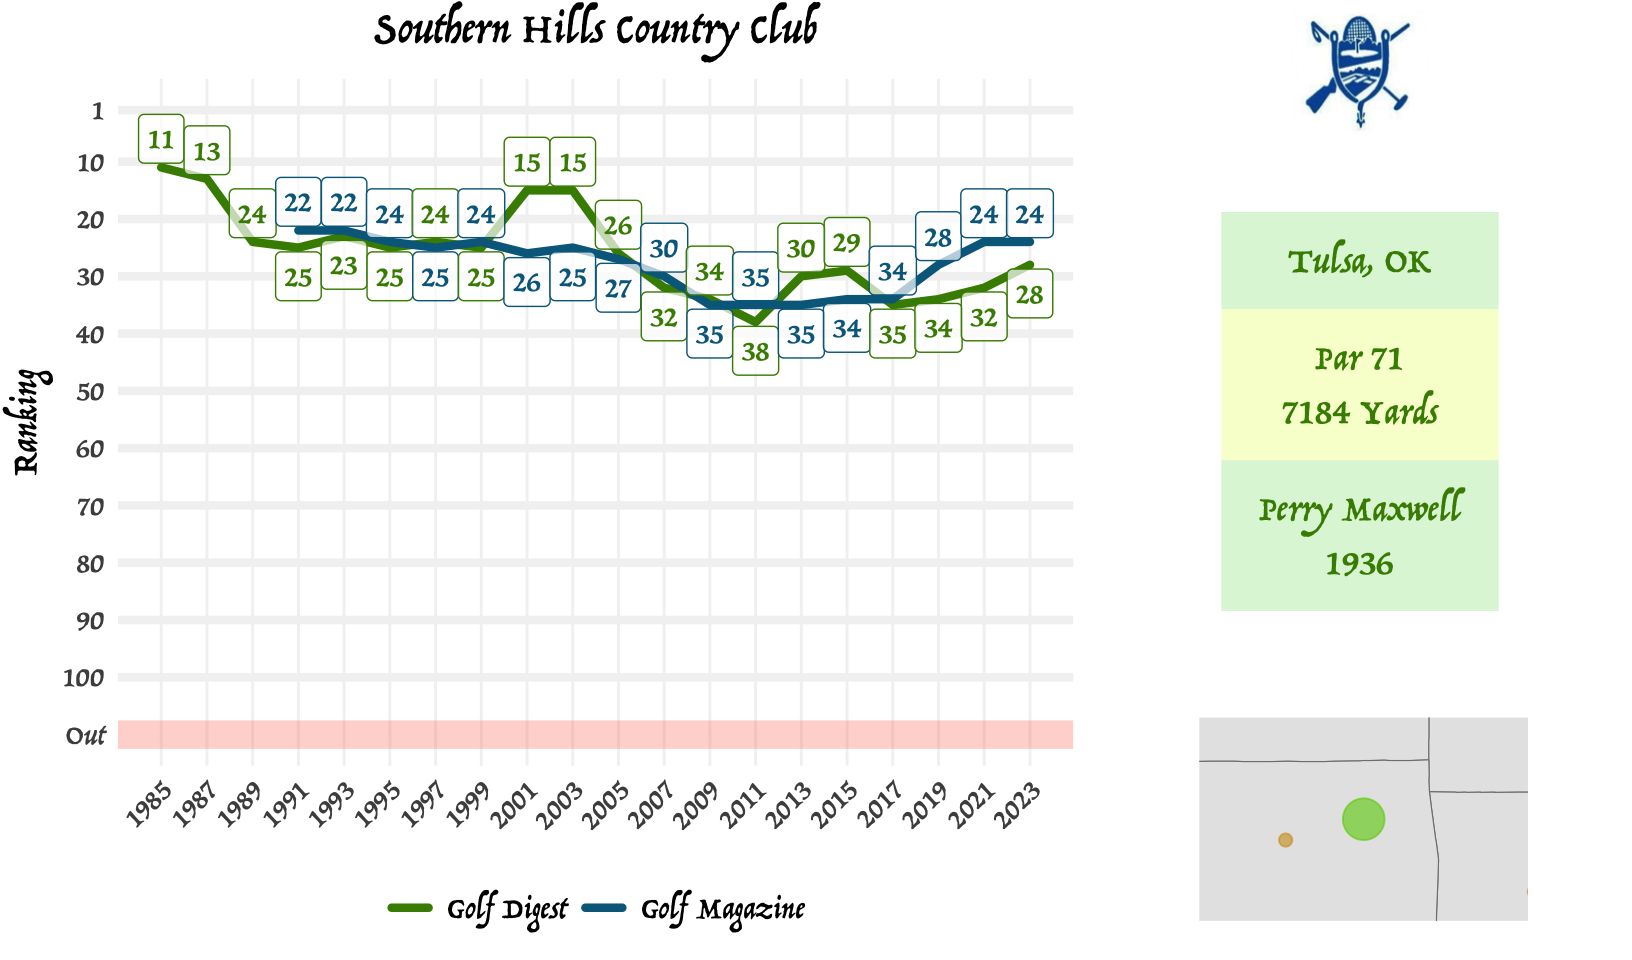 Southern Hills Country Club
Ranking
1
10
20
30
40
50
60
70
80
90
100
Out
11 13 24 22 22 24 24 24 15 15 26 30 34 35 30 29 34 28 24 24
25 23 25 25 25 26 25 27 32 35 38 35 34 35 34 32 28
1985 1987 1989 1991 1993 1995 1997 1999 2001 2003 2005 2007 2009 2011 2013 2015 2017 2019 2021 2023
Golf Digest Golf Magazine
Tulsa, OK
Par 71
7184 Yards
Perry Maxwell
1936